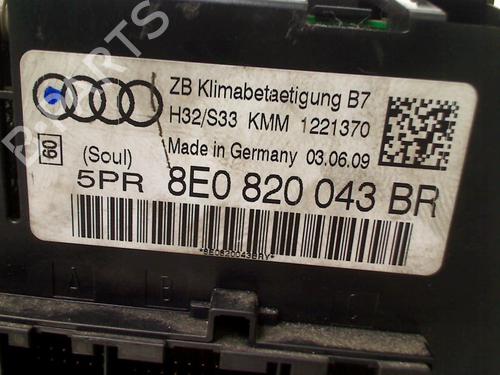 ZB Klimabetaetigung B7
H32/S33 KMM 1221370
Made in Germany 03.06.09
60
(Soul)
5PR 8E0 820 043 BR
*8E0820043BRY*
A B C